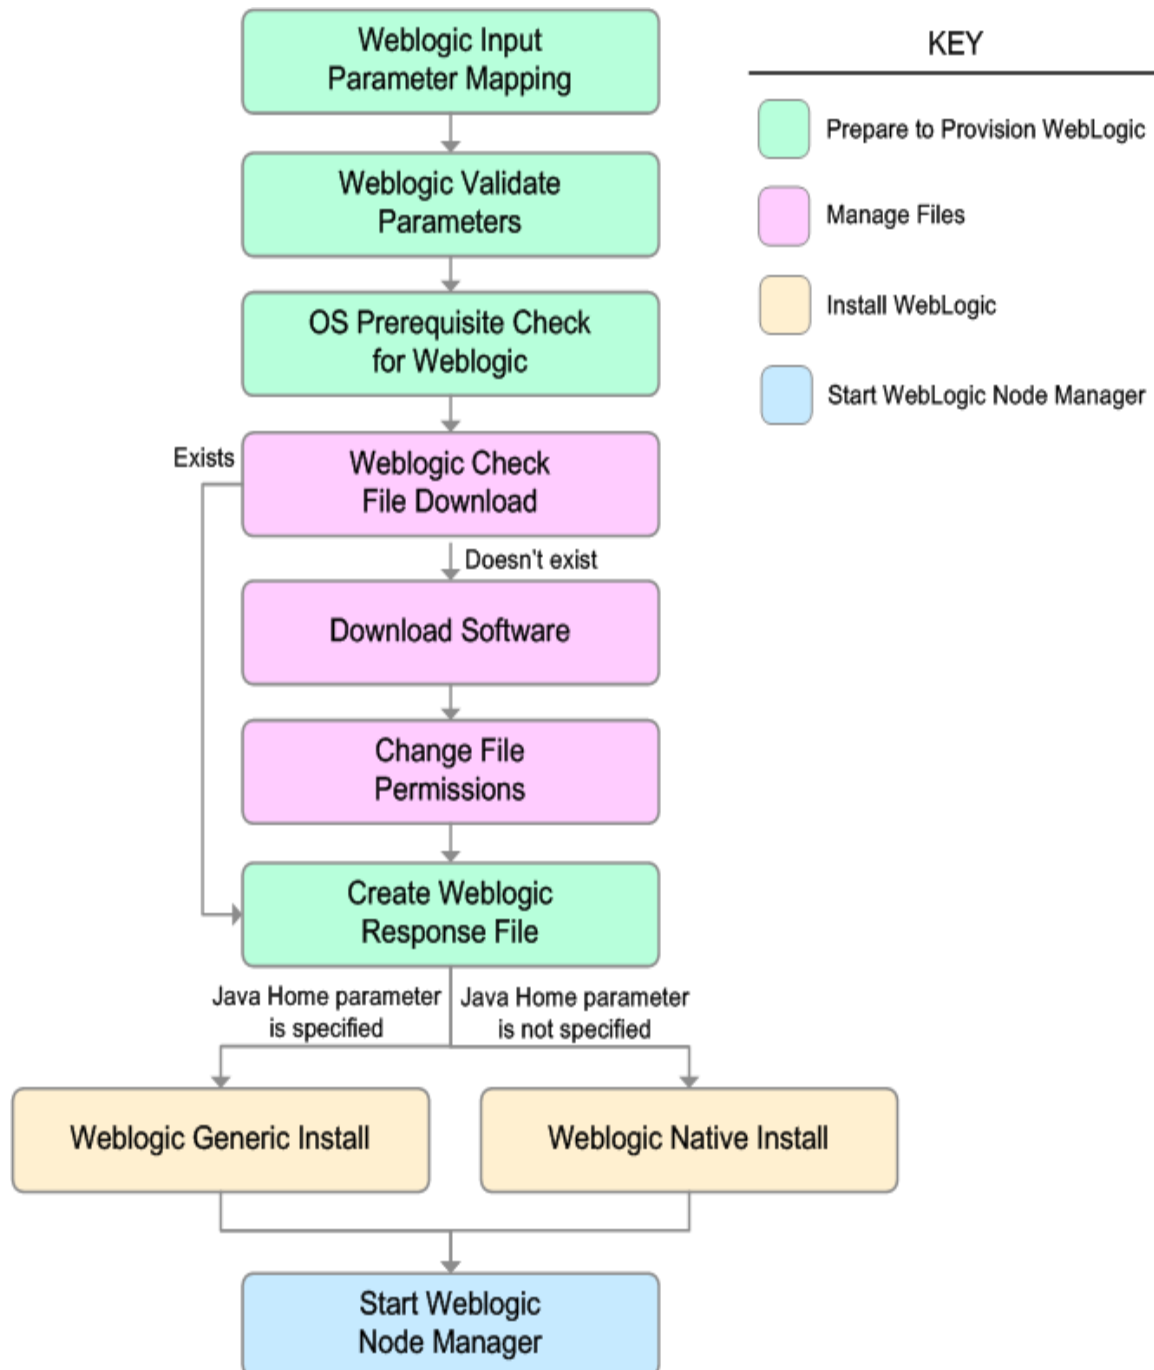 Weblogic Input
Parameter Mapping
Weblogic Validate
Parameters
OS Prerequisite Check
for Weblogic
Exists
Weblogic Check
File Download
Doesn't exist
Download Software
Change File
Permissions
Create Weblogic
Response File
Java Home parameter
is specified
Java Home parameter
is not specified
Weblogic Generic Install
Weblogic Native Install
Start Weblogic
Node Manager
KEY
Prepare to Provision WebLogic
Manage Files
Install WebLogic
Start WebLogic Node Manager